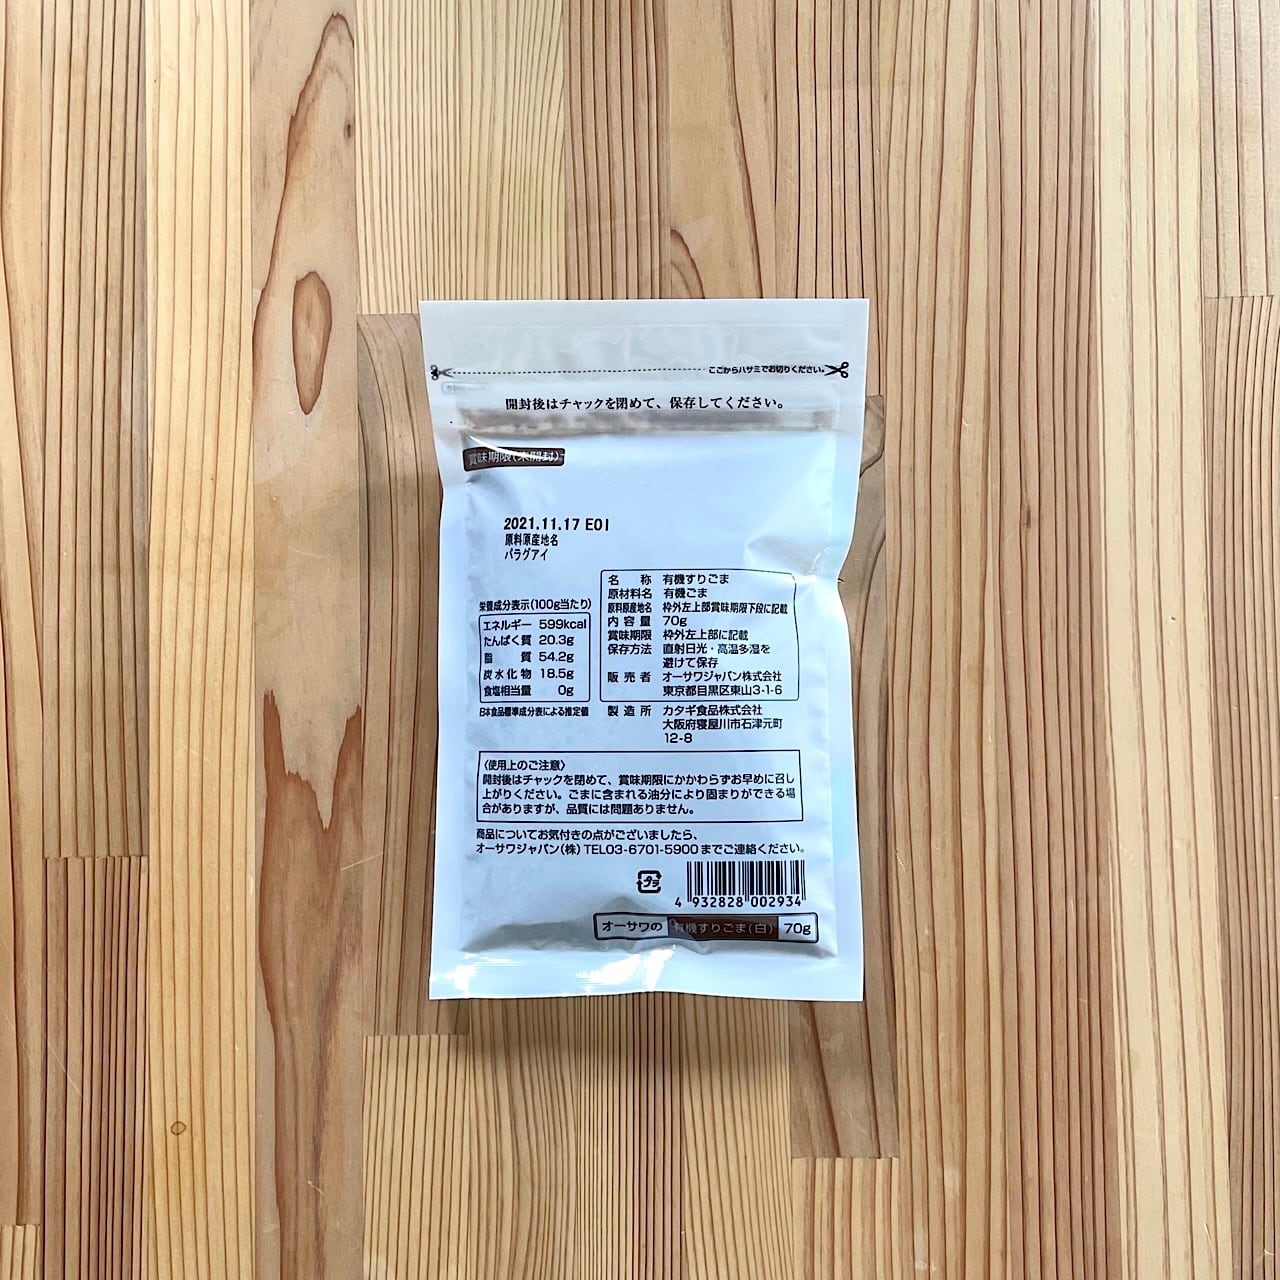 ここからハサミでお切りください。
開封後はチャックを閉めて、保存してください。
賞味期限(未開封)
2021.11.17 E01
原料原産地名
パラグアイ
栄養成分表示(100g当たり)
エネルギー 599kcal
たんぱく質 20.3g
脂質 54.2g
炭水化物 18.5g
食塩相当量 0g
日本食品標準成分表による推定値
名称 有機すりごま
原材料名 有機ごま
原料原産地名 枠外左上部賞味期限下段に記載
内容量 70g
賞味期限 枠外左上部に記載
保存方法 直射日光・高温多湿を
避けて保存
販売者 オーサワジャパン株式会社
東京都目黒区東山3-1-6
製造所 カタギ食品株式会社
大阪府寝屋川市石津元町
12-8
〈使用上のご注意〉
開封後はチャックを閉めて、賞味期限にかかわらずお早めに召し
上がりください。ごまに含まれる油分により固まりができる場
合がありますが、品質には問題ありません。
商品についてお気付きの点がございましたら、
オーサワジャパン(株)TEL03-6701-5900までご連絡ください。
プラ
4 932828 002934
オーサワの 有機すりごま(白) 70g